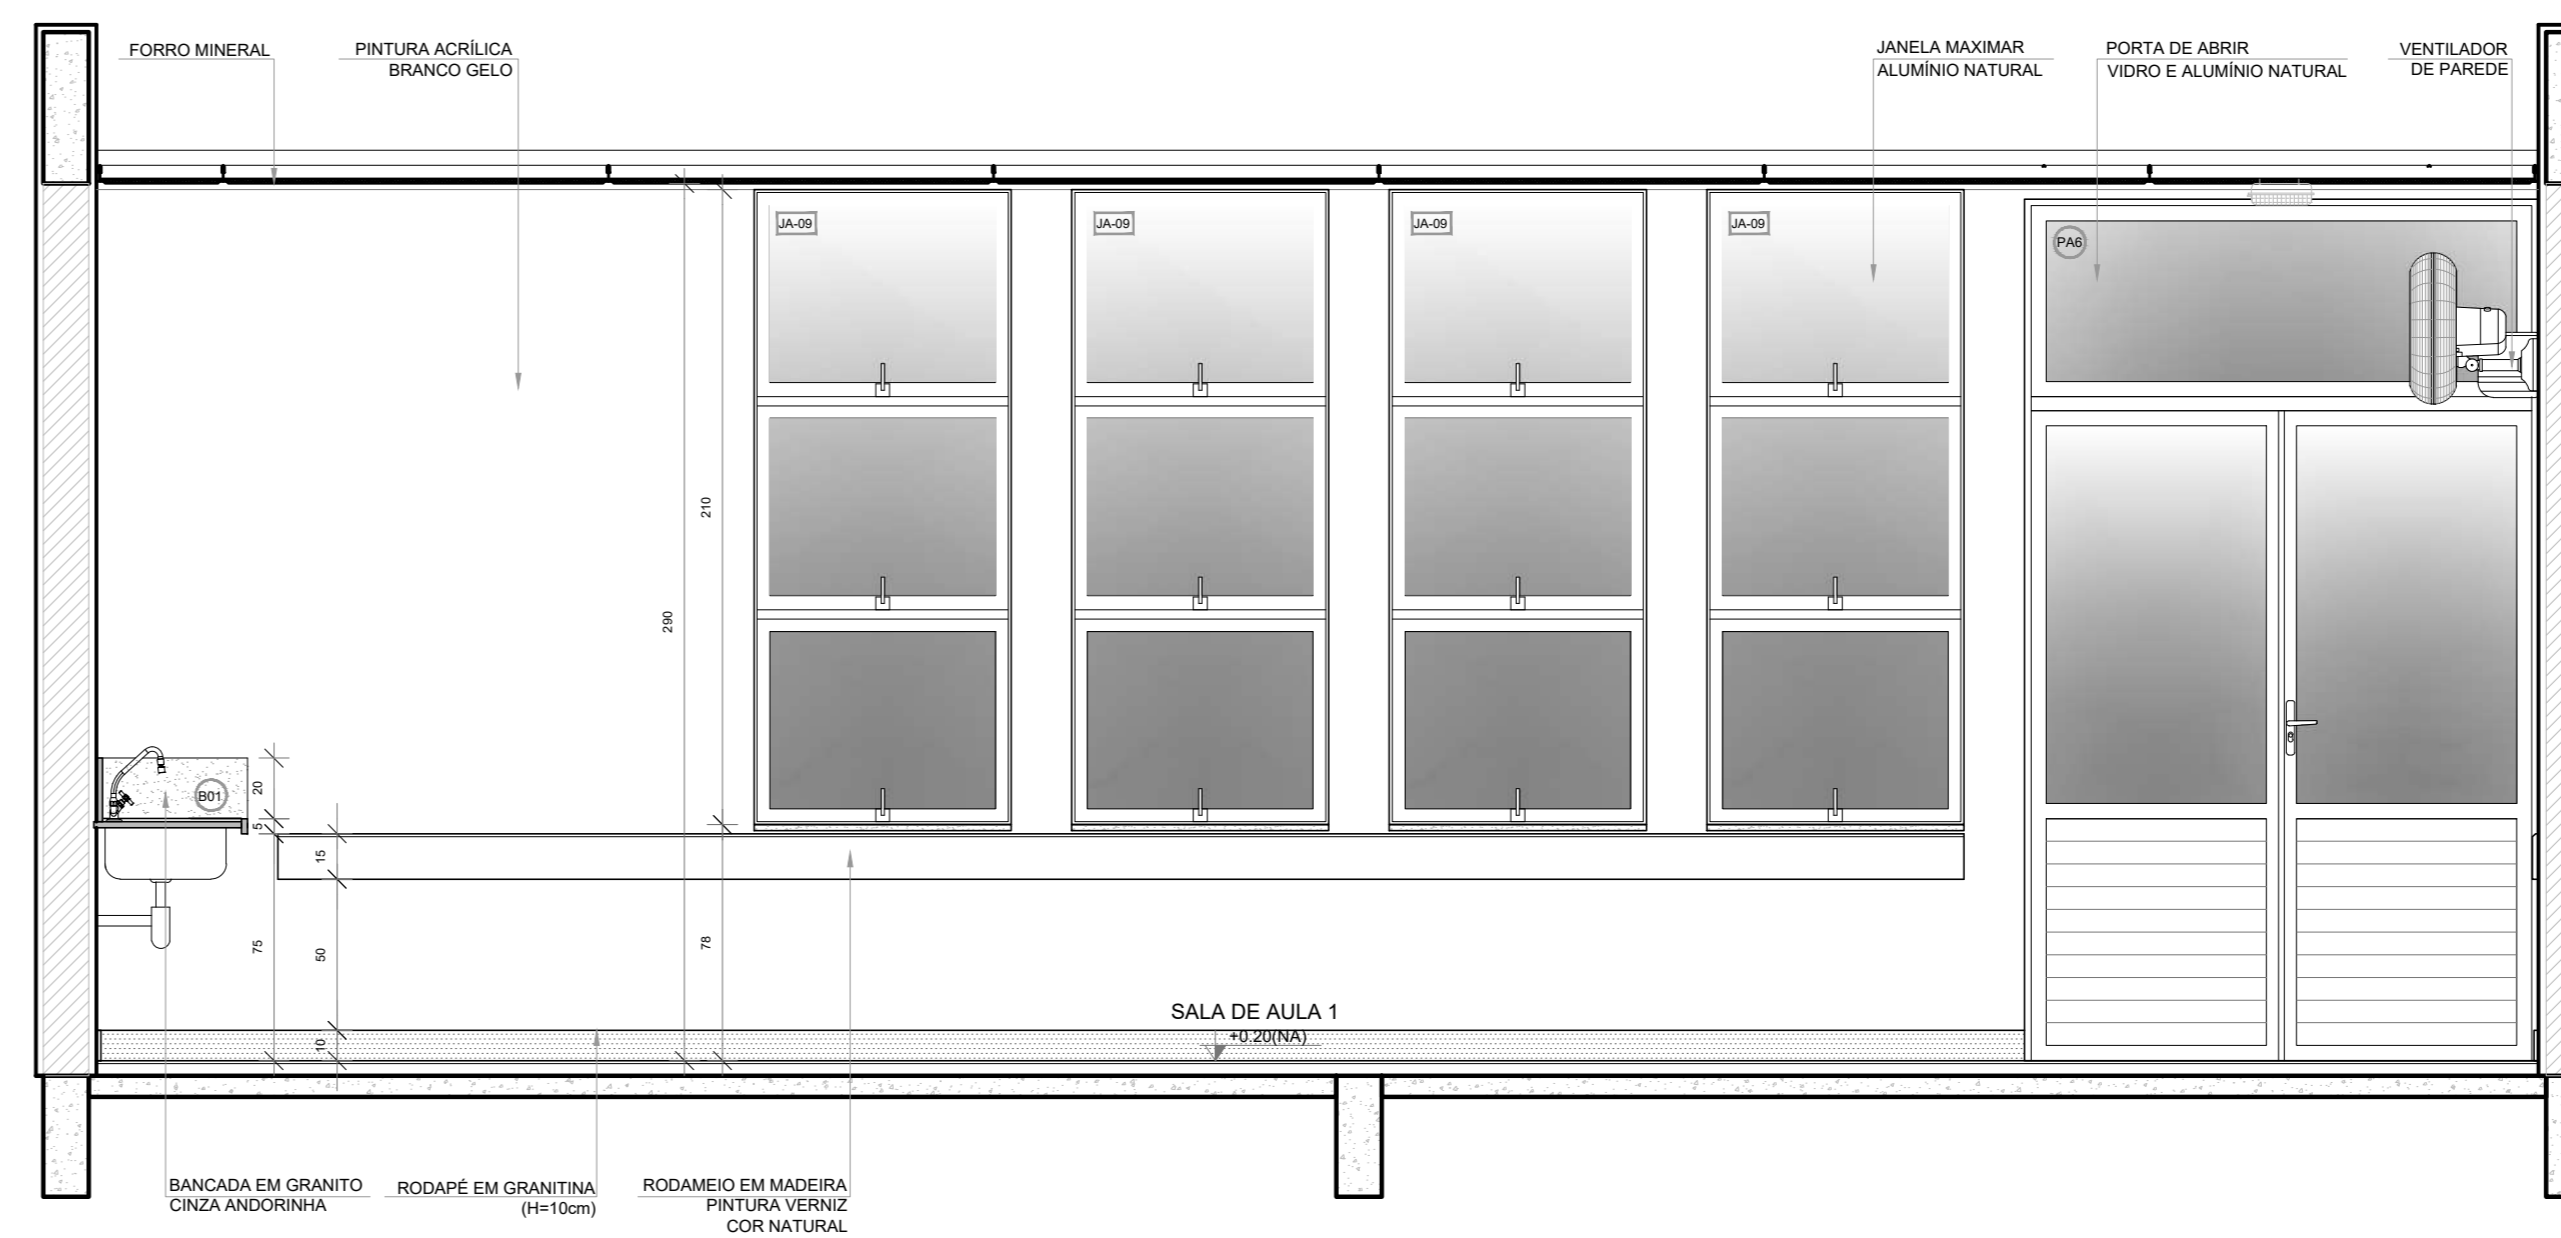 FORRO MINERAL
PINTURA ACRÍLICA
BRANCO GELO
JANELA MAXIMAR
ALUMÍNIO NATURAL
PORTA DE ABRIR
VIDRO E ALUMÍNIO NATURAL
VENTILADOR
DE PAREDE
JA-09
JA-09
JA-09
JA-09
PA6
210
290
B01
20
5
15
75
50
78
10
SALA DE AULA 1
+0.20(NA)
BANCADA EM GRANITO
CINZA ANDORINHA
RODAPÉ EM GRANITINA
(H=10cm)
RODAMEIO EM MADEIRA
PINTURA VERNIZ
COR NATURAL